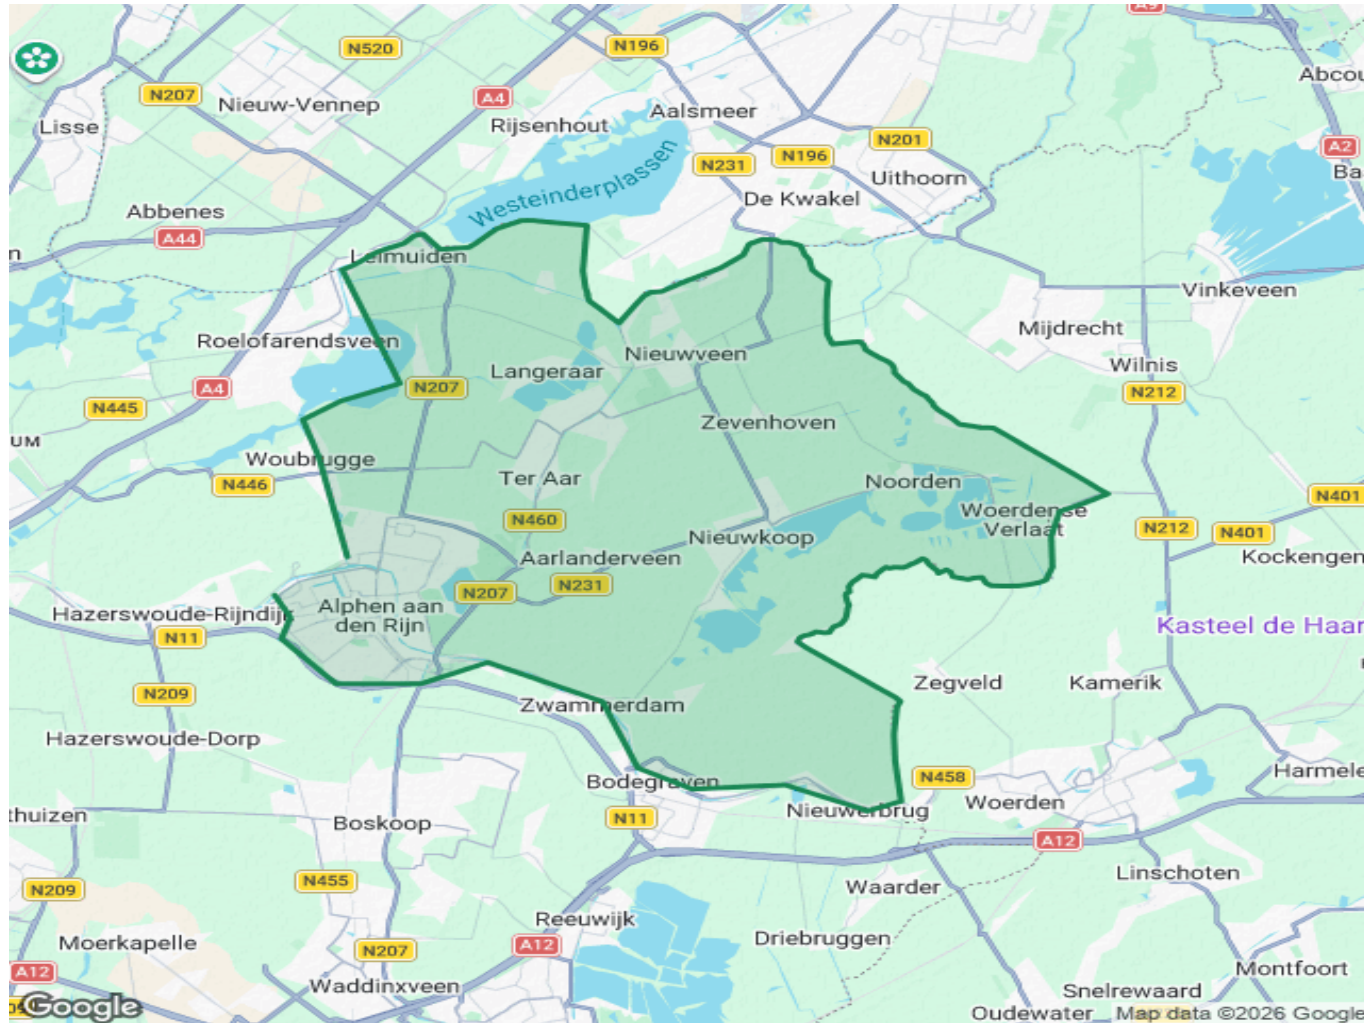 A9
N520
N196
Abcou
N207
Nieuw-Vennep
A4
Rijsenhout
Aalsmeer
Lisse
N201
A2
N231
N196
Ba
Westeinderplassen
Uithoorn
De Kwakel
Abbenes
A44
n
Leimuiden
Vinkeveen
Mijdrecht
Roelofarendsveen
Nieuwveen
Wilnis
Langeraar
A4
N207
N212
N445
Zevenhoven
UM
Woubrugge
Ter Aar
Noorden
N446
N401
Woerdense
Verlaat
N460
N212
N401
Nieuwkoop
Aarlanderveen
Kockengen
N231
N207
Alphen aan
den Rijn
Hazerswoude-Rijndijk
N11
Kasteel de Haar
Zegveld
Kamerik
N209
Zwammerdam
Hazerswoude-Dorp
Bodegraven
N458
Harmele
Woerden
Nieuwerbrug
thuizen
Boskoop
N11
A12
Linschoten
N455
N209
Waarder
Reeuwijk
Moerkapelle
N207
A12
Driebruggen
A12
Montfoort
Waddinxveen
Snelrewaard
Google
Oudewater
Map data ©2026 Google